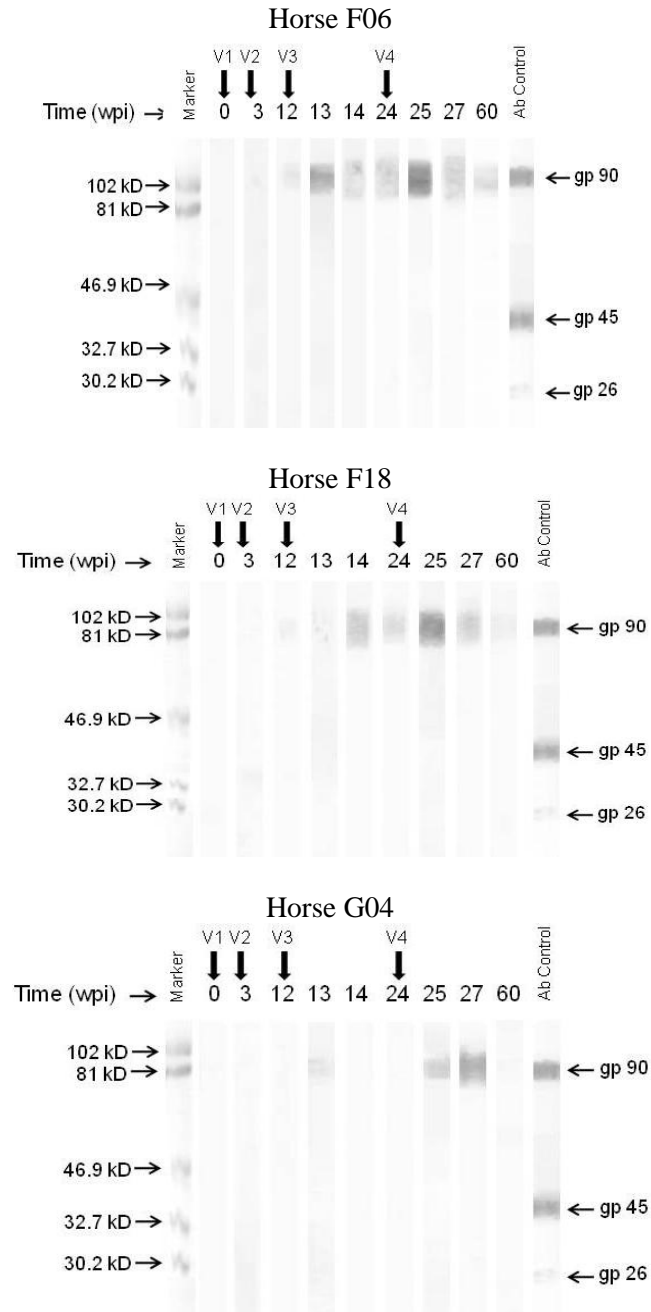 Horse F06
V1 V2 V3 V4
Marker
Ab Control
Time (wpi) → 0 3 12 13 14 24 25 27 60
102 kD→ ← gp 90
81 kD→
46.9 kD→
← gp 45
32.7 kD→
30.2 kD→ ← gp 26
Horse F18
V1 V2 V3 V4
Marker
Ab Control
Time (wpi) → 0 3 12 13 14 24 25 27 60
102 kD→
81 kD→ ← gp 90
46.9 kD→
← gp 45
32.7 kD→
30.2 kD→ ← gp 26
Horse G04
V1 V2 V3 V4
Marker
Ab Control
Time (wpi) → 0 3 12 13 14 24 25 27 60
102 kD→
81 kD→ ← gp 90
46.9 kD→
32.7 kD→ ← gp 45
30.2 kD→ ← gp 26